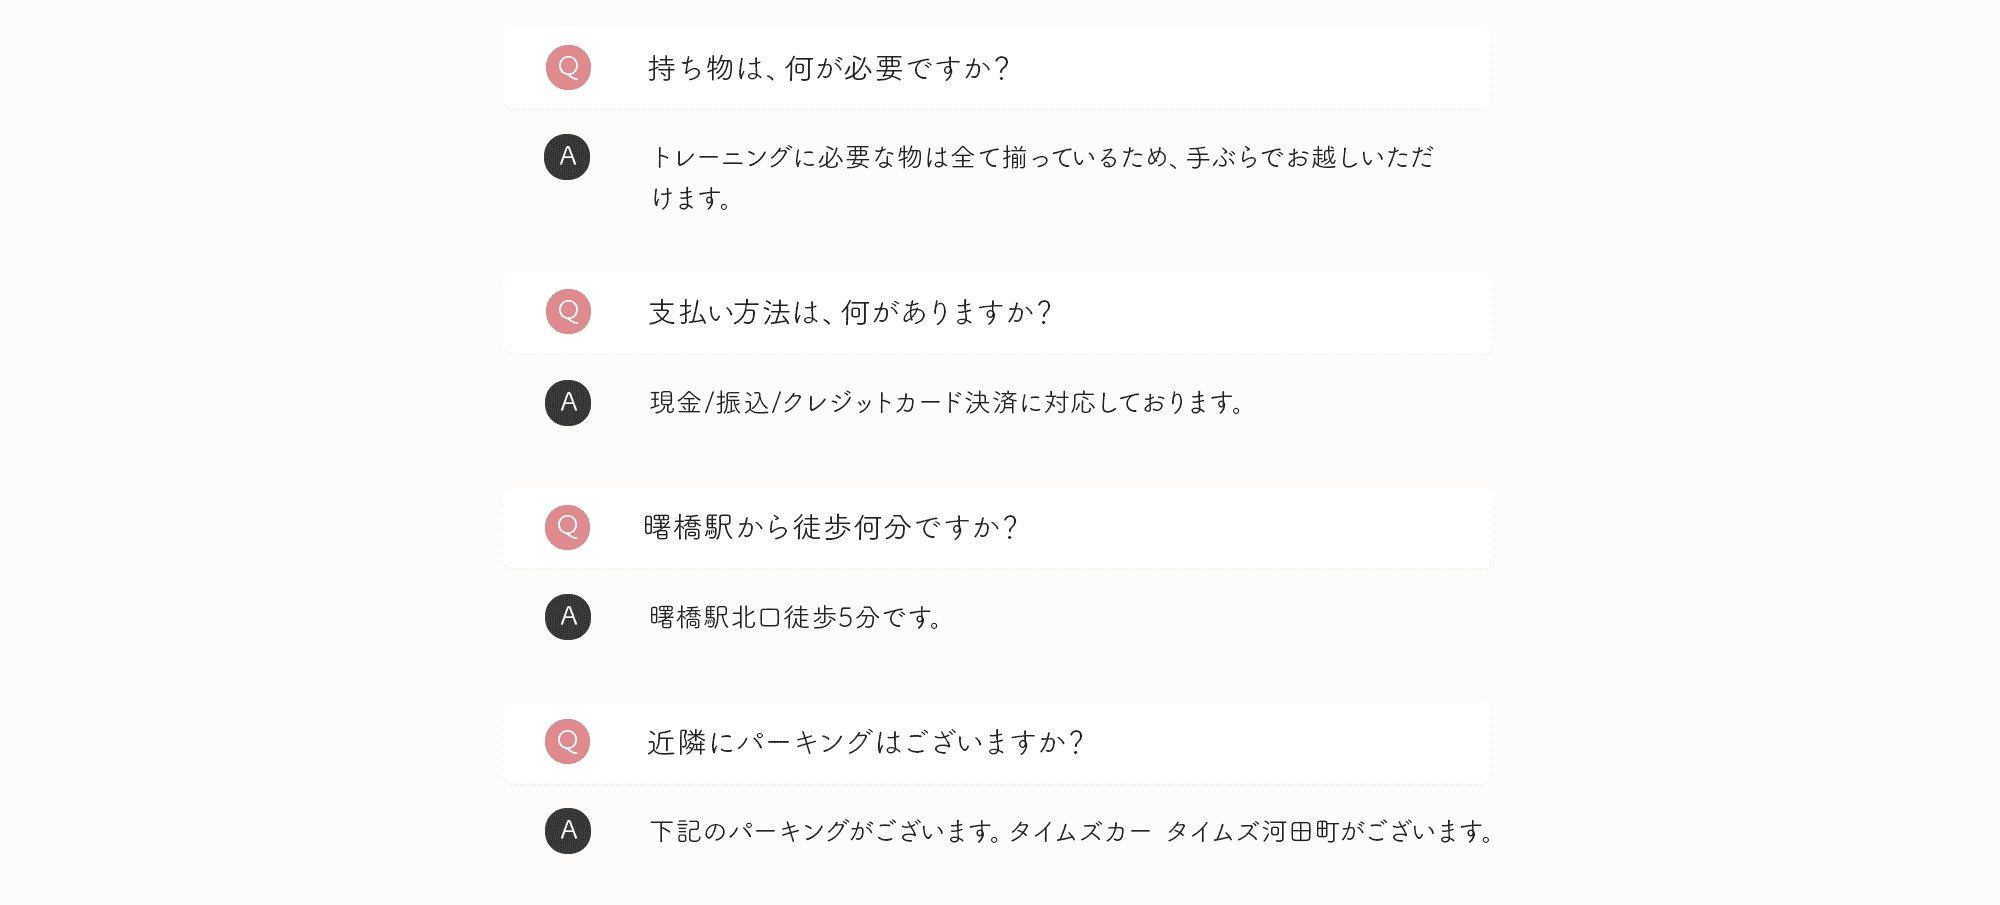 Q 持ち物は、何が必要ですか？
A トレーニングに必要な物は全て揃っているため、手ぶらでお越しいただ
けます。
Q 支払い方法は、何がありますか？
A 現金/振込/クレジットカード決済に対応しております。
Q 曙橋駅から徒歩何分ですか？
A 曙橋駅北口徒歩5分です。
Q 近隣にパーキングはございますか？
A 下記のパーキングがございます。タイムズカー タイムズ河田町がございます。